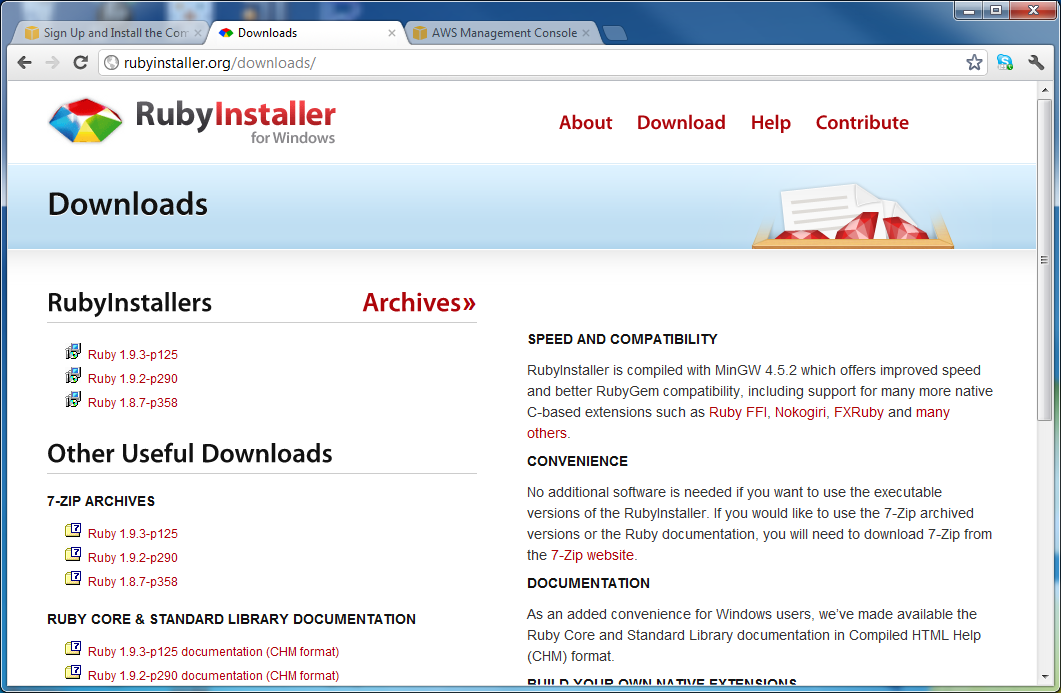 Sign Up and Install the Com
Downloads
AWS Management Console
rubyinstaller.org/downloads/
RubyInstaller
for Windows
About Download Help Contribute
Downloads
RubyInstallers Archives»
Ruby 1.9.3-p125
Ruby 1.9.2-p290
Ruby 1.8.7-p358
Other Useful Downloads
7-ZIP ARCHIVES
Ruby 1.9.3-p125
Ruby 1.9.2-p290
Ruby 1.8.7-p358
RUBY CORE & STANDARD LIBRARY DOCUMENTATION
Ruby 1.9.3-p125 documentation (CHM format)
Ruby 1.9.2-p290 documentation (CHM format)
SPEED AND COMPATIBILITY
RubyInstaller is compiled with MinGW 4.5.2 which offers improved speed
and better RubyGem compatibility, including support for many more native
C-based extensions such as Ruby FFI, Nokogiri, FXRuby and many
others.
CONVENIENCE
No additional software is needed if you want to use the executable
versions of the RubyInstaller. If you would like to use the 7-Zip archived
versions or the Ruby documentation, you will need to download 7-Zip from
the 7-Zip website.
DOCUMENTATION
As an added convenience for Windows users, we've made available the
Ruby Core and Standard Library documentation in Compiled HTML Help
(CHM) format.
BUILD YOUR OWN NATIVE EXTENSIONS